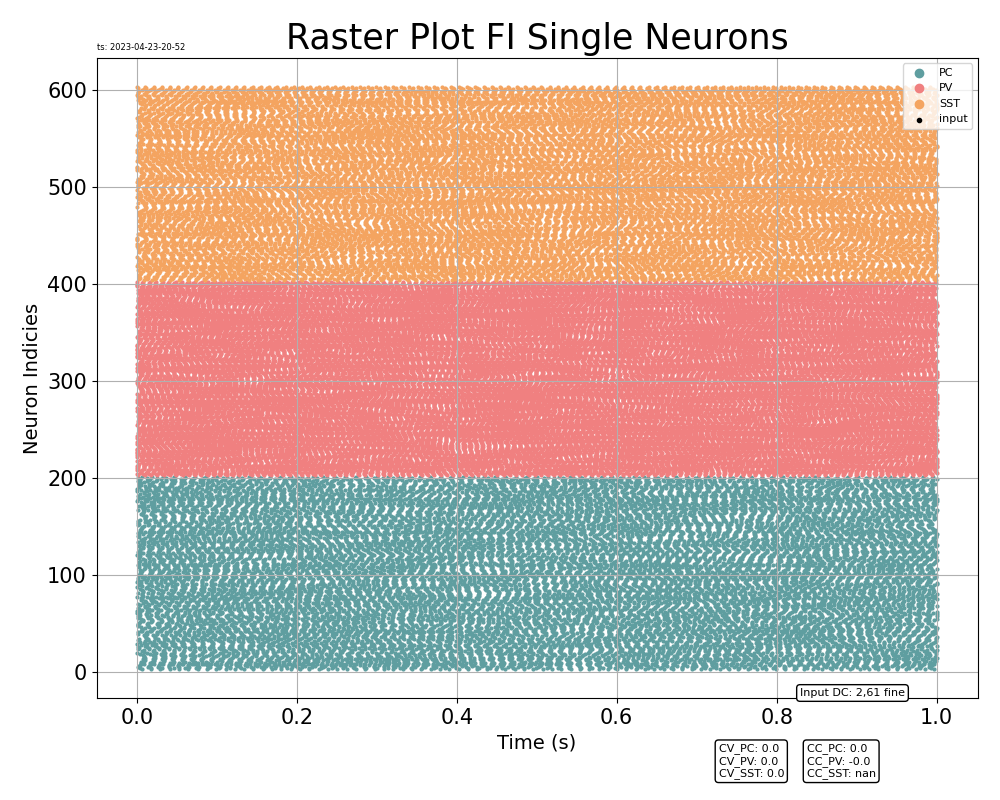 Raster Plot FI Single Neurons
ts: 2023-04-23-20-52
PC
PV
SST
input
600
500
400
300
200
100
0
Neuron Indicies
Input DC: 2,61 fine
0.0 0.2 0.4 0.6 0.8 1.0
Time (s)
CV_PC: 0.0
CV_PV: 0.0
CV_SST: 0.0
CC_PC: 0.0
CC_PV: -0.0
CC_SST: nan